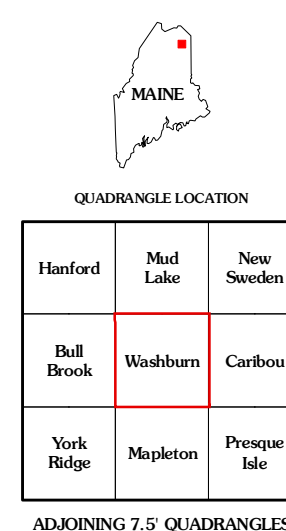 MAINE
QUADRANGLE LOCATION
Hanford
Mud
Lake
New
Sweden
Bull
Brook
Washburn
Caribou
York
Ridge
Mapleton
Presque
Isle
ADJOINING 7.5' QUADRANGLES